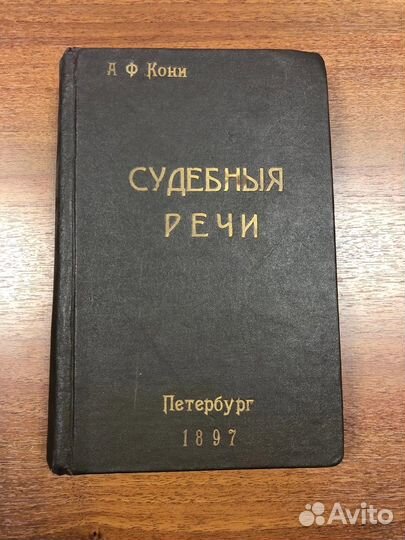 А Ф Кони
СУДЕБНЫЯ
РЕЧИ
Петербург
1897
Avito